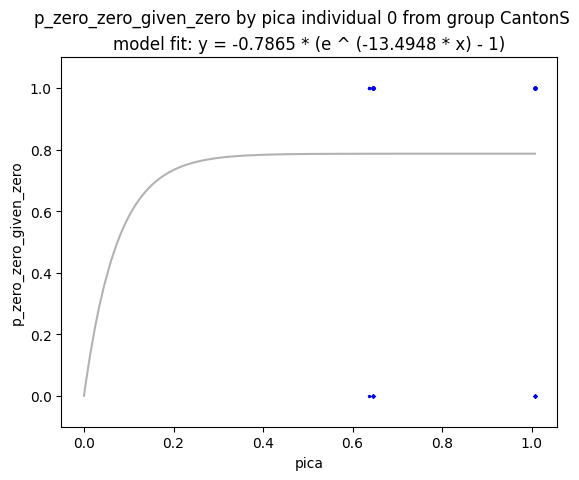 p_zero_zero_given_zero by pica individual 0 from group CantonS
model fit: y = -0.7865 * (e ^ (-13.4948 * x) - 1)
1.0
0.8
0.6
0.4
0.2
0.0
p_zero_zero_given_zero
0.0 0.2 0.4 0.6 0.8 1.0
pica